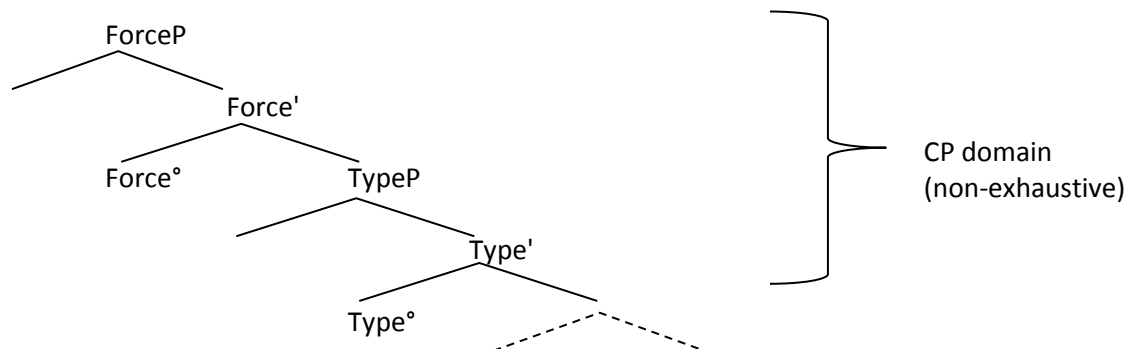 ForceP
Force'
Force° TypeP
CP domain
(non-exhaustive)
Type'
Type°